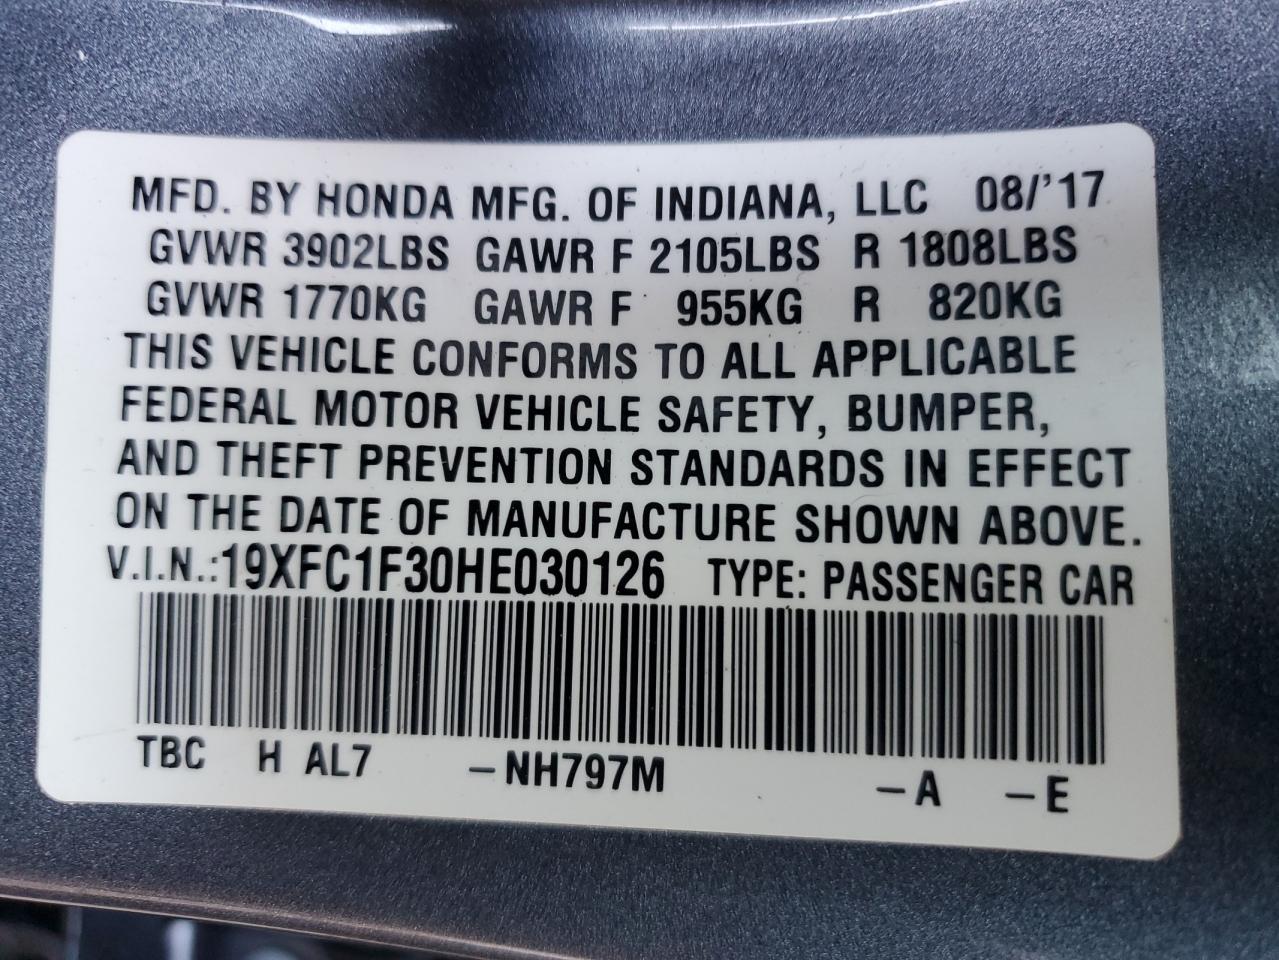 MFD. BY HONDA MFG. OF INDIANA, LLC 08/'17
GVWR 3902LBS GAWR F 2105LBS R 1808LBS
GVWR 1770KG GAWR F 955KG R 820KG
THIS VEHICLE CONFORMS TO ALL APPLICABLE
FEDERAL MOTOR VEHICLE SAFETY, BUMPER,
AND THEFT PREVENTION STANDARDS IN EFFECT
ON THE DATE OF MANUFACTURE SHOWN ABOVE.
V.I.N.:19XFC1F30HE030126 TYPE: PASSENGER CAR
TBC H AL7 –NH797M –A –E